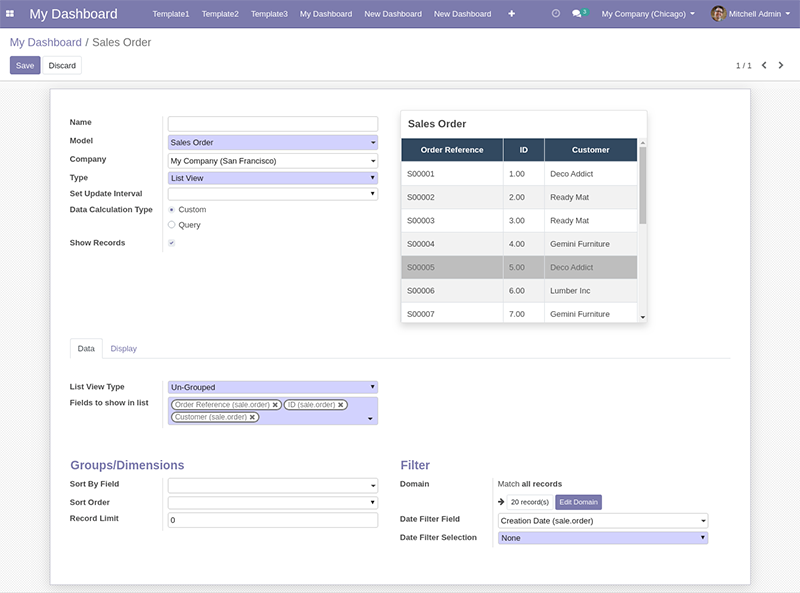 My Dashboard Template1 Template2 Template3 My Dashboard New Dashboard New Dashboard + 3 My Company (Chicago) Mitchell Admin
My Dashboard / Sales Order
Save Discard 1 / 1
Name
Model Sales Order
Company My Company (San Francisco)
Type List View
Set Update Interval
Data Calculation Type Custom
Query
Show Records
Sales Order
Order Reference ID Customer
S00001 1.00 Deco Addict
S00002 2.00 Ready Mat
S00003 3.00 Ready Mat
S00004 4.00 Gemini Furniture
S00005 5.00 Deco Addict
S00006 6.00 Lumber Inc
S00007 7.00 Gemini Furniture
Data Display
List View Type Un-Grouped
Fields to show in list Order Reference (sale.order) ✖ ID (sale.order) ✖
Customer (sale.order) ✖
Groups/Dimensions
Sort By Field
Sort Order
Record Limit 0
Filter
Domain Match all records
20 record(s) Edit Domain
Date Filter Field Creation Date (sale.order)
Date Filter Selection None